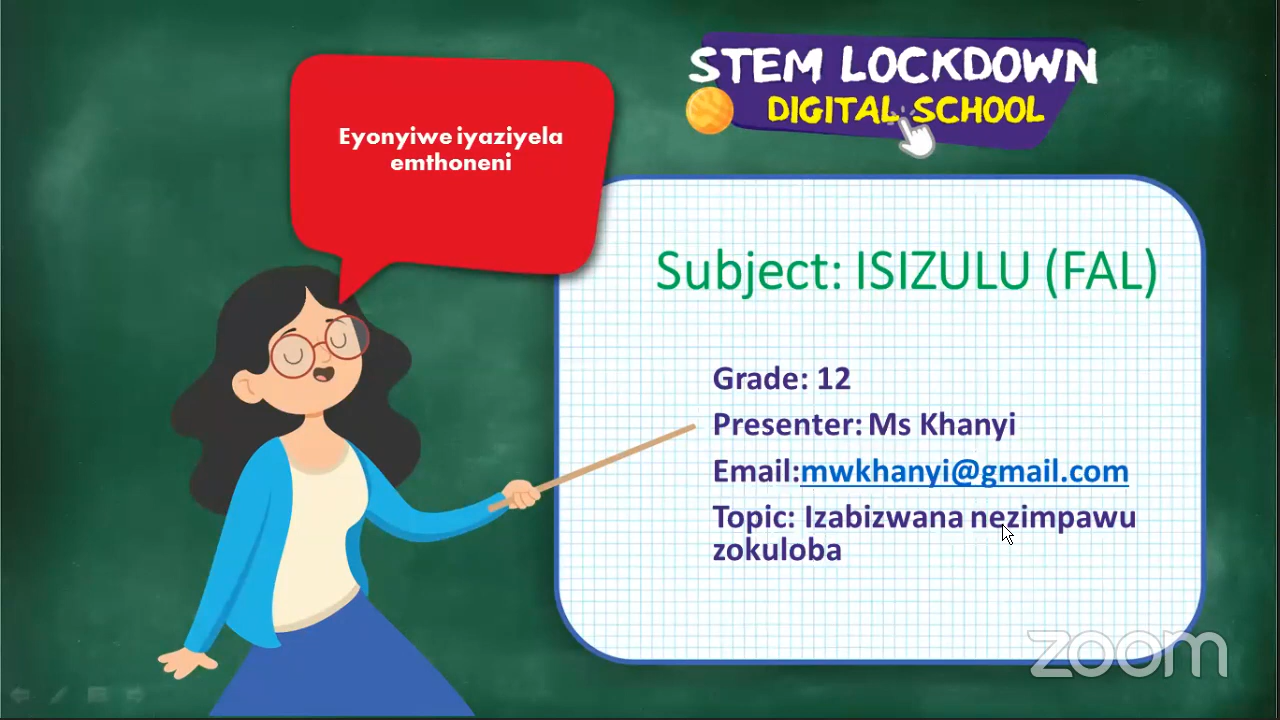 STEM LOCKDOWN
DIGITAL SCHOOL
Eyonyiwe iyaziyela
emthoneni
Subject: ISIZULU (FAL)
Grade: 12
Presenter: Ms Khanyi
Email:mwkhanyi@gmail.com
Topic: Izabizwana nezimpawu
zokuloba
zoom